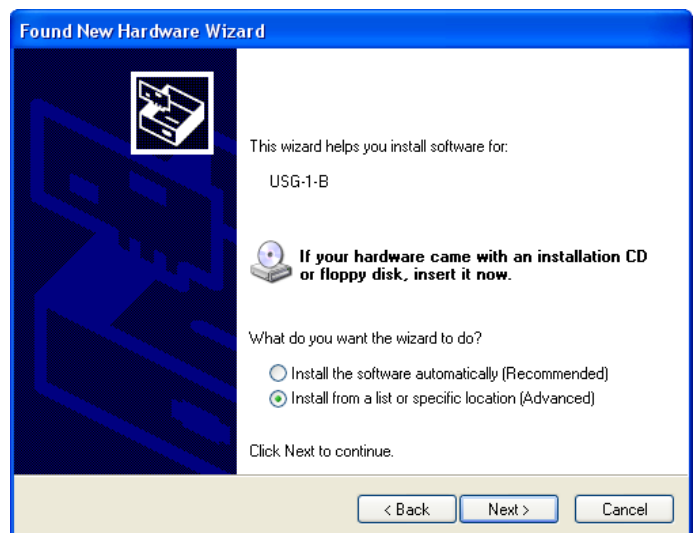 Found New Hardware Wizard
This wizard helps you install software for:
USG-1-B
If your hardware came with an installation CD
or floppy disk, insert it now.
What do you want the wizard to do?
Install the software automatically (Recommended)
Install from a list or specific location (Advanced)
Click Next to continue.
< Back Next > Cancel